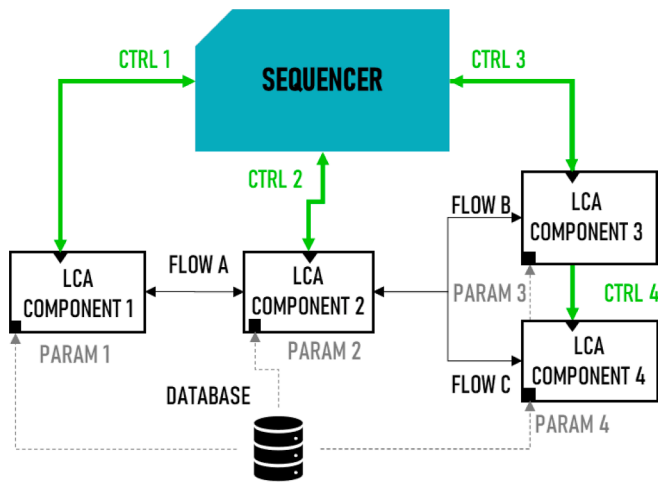 CTRL 1
SEQUENCER
CTRL 3
CTRL 2
FLOW B
LCA
COMPONENT 3
LCA
COMPONENT 1
FLOW A
LCA
COMPONENT 2
PARAM 3
CTRL 4
PARAM 1
PARAM 2
LCA
COMPONENT 4
FLOW C
DATABASE
PARAM 4